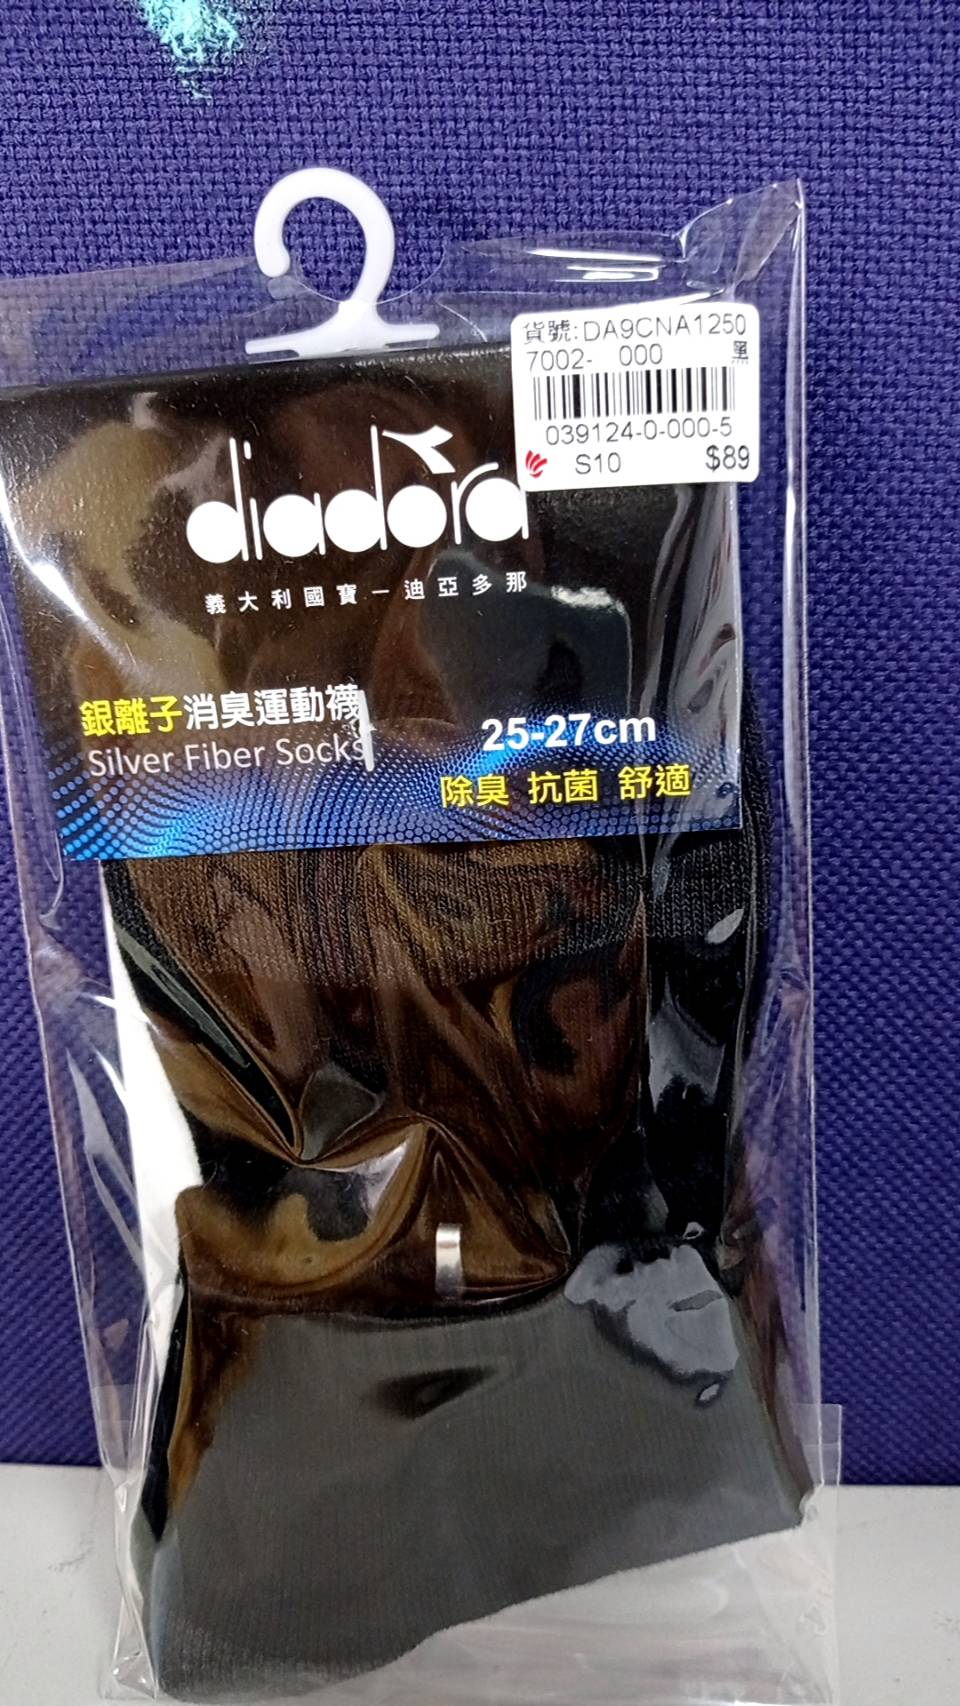 貨號:DA9CNA1250
7002- 000 黑
039124-0-000-5
S10 $89
diadora
義大利國寶－迪亞多那
銀離子消臭運動襪
Silver Fiber Socks
25-27cm
除臭 抗菌 舒適